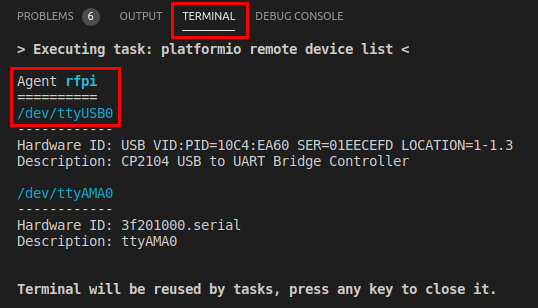 PROBLEMS 6 OUTPUT TERMINAL DEBUG CONSOLE
> Executing task: platformio remote device list <
Agent rfpi
==========
/dev/ttyUSB0
------------
Hardware ID: USB VID:PID=10C4:EA60 SER=01EECEFD LOCATION=1-1.3
Description: CP2104 USB to UART Bridge Controller
/dev/ttyAMA0
------------
Hardware ID: 3f201000.serial
Description: ttyAMA0
Terminal will be reused by tasks, press any key to close it.